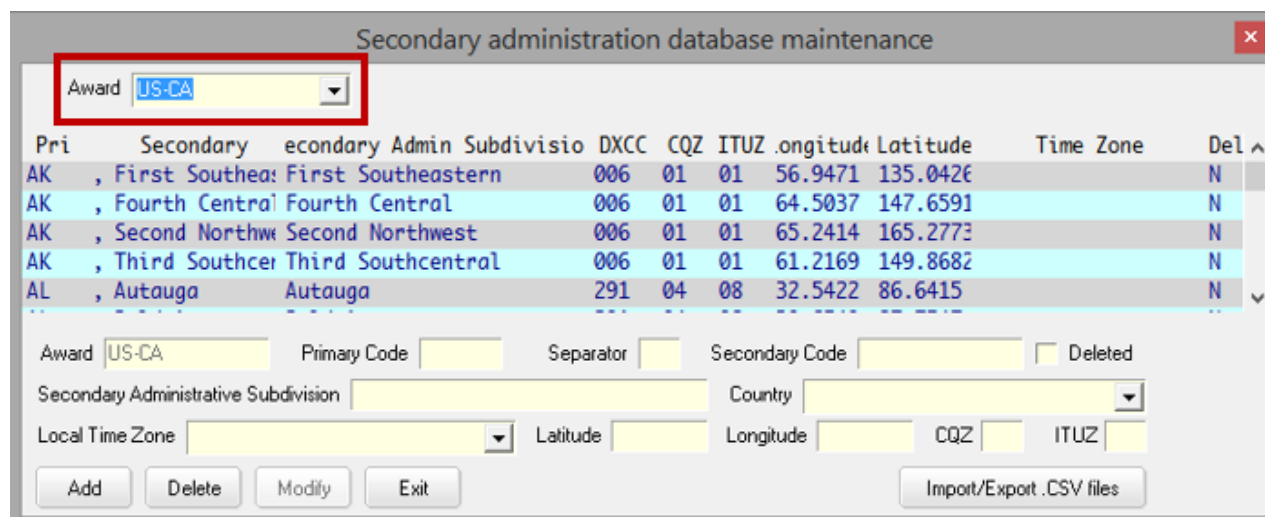 Secondary administration database maintenance
Award US-CA
Pri Secondary econdary Admin Subdivisio DXCC CQZ ITUZ .ongitude Latitude Time Zone Del
AK , First Southeas First Southeastern 006 01 01 56.9471 135.0426 N
AK , Fourth Central Fourth Central 006 01 01 64.5037 147.6591 N
AK , Second Northwe Second Northwest 006 01 01 65.2414 165.2773 N
AK , Third Southcer Third Southcentral 006 01 01 61.2169 149.8682 N
AL , Autauga Autauga 291 04 08 32.5422 86.6415 N
Award US-CA Primary Code Separator Secondary Code Deleted
Secondary Administrative Subdivision Country
Local Time Zone Latitude Longitude CQZ ITUZ
Add Delete Modify Exit Import/Export .CSV files